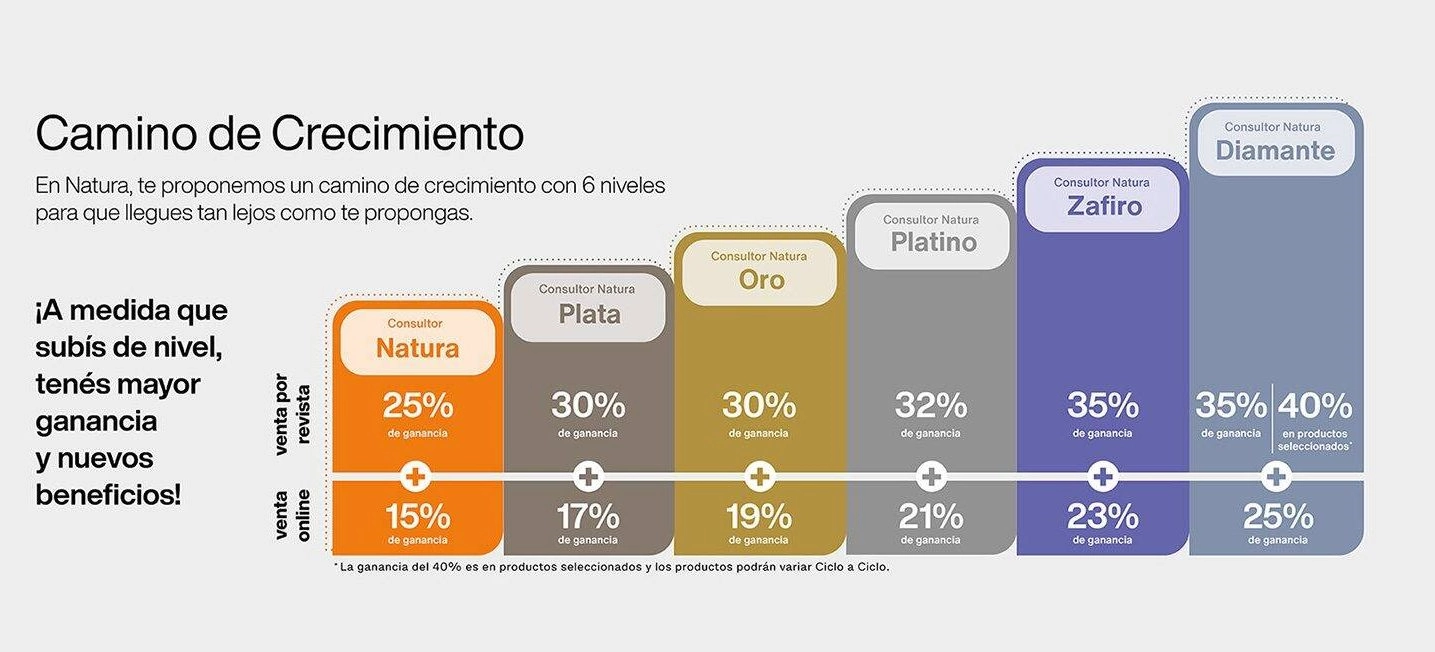 Camino de Crecimiento
En Natura, te proponemos un camino de crecimiento con 6 niveles
para que llegues tan lejos como te propongas.
¡A medida que
subís de nivel,
tenés mayor
ganancia
y nuevos
beneficios!
Consultor
Natura
Consultor Natura
Plata
Consultor Natura
Oro
Consultor Natura
Platino
Consultor Natura
Zafiro
Consultor Natura
Diamante
venta por
revista
25%
de ganancia
30%
de ganancia
30%
de ganancia
32%
de ganancia
35%
de ganancia
35%
de ganancia
40%
en productos
seleccionados*
venta
online
15%
de ganancia
17%
de ganancia
19%
de ganancia
21%
de ganancia
23%
de ganancia
25%
de ganancia
* La ganancia del 40% es en productos seleccionados y los productos podrán variar Ciclo a Ciclo.